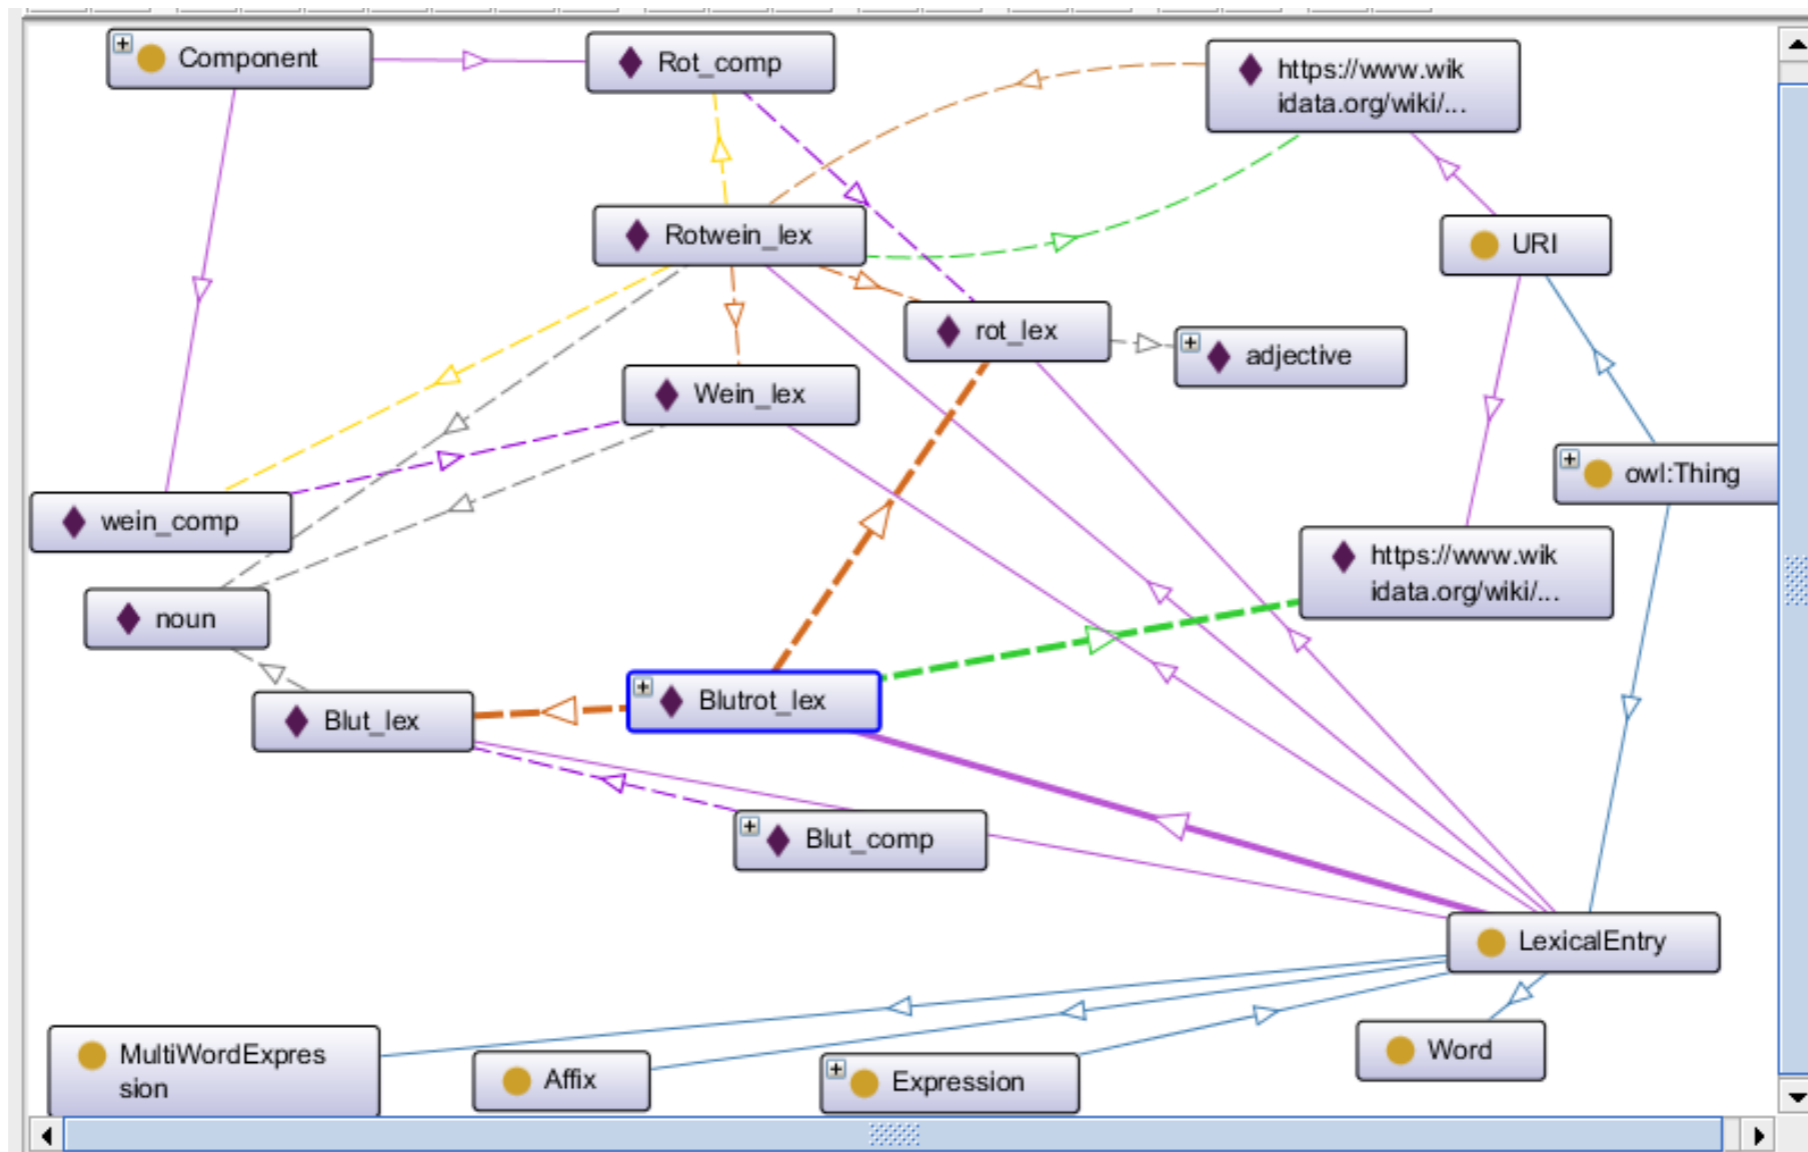 Component
Rot_comp
https://www.wik
idata.org/wiki/...
Rotwein_lex
URI
rot_lex
adjective
Wein_lex
owl:Thing
wein_comp
https://www.wik
idata.org/wiki/...
noun
Blutrot_lex
Blut_lex
Blut_comp
LexicalEntry
MultiWordExpres
sion
Affix
Expression
Word